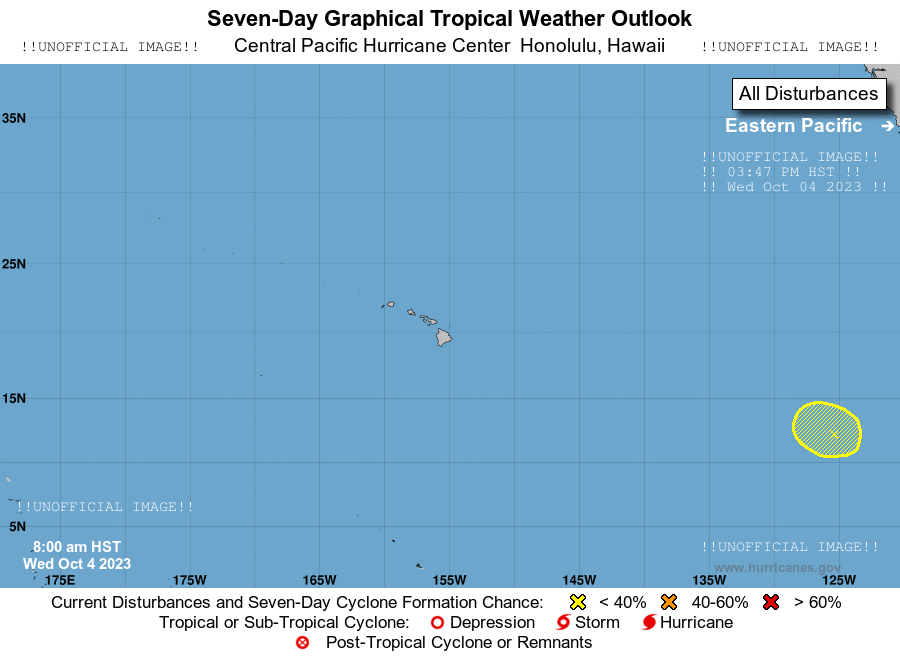 Seven-Day Graphical Tropical Weather Outlook
!!UNOFFICIAL IMAGE!! Central Pacific Hurricane Center Honolulu, Hawaii !!UNOFFICIAL IMAGE!!
All Disturbances
35N
Eastern Pacific →
!!UNOFFICIAL IMAGE!!
!! 03:47 PM HST !!
!! Wed Oct 04 2023 !!
25N
15N
!!UNOFFICIAL IMAGE!!
5N
8:00 am HST
Wed Oct 4 2023
!!UNOFFICIAL IMAGE!!
www.hurricanes.gov
175E 175W 165W 155W 145W 135W 125W
Current Disturbances and Seven-Day Cyclone Formation Chance: < 40% 40-60% > 60%
Tropical or Sub-Tropical Cyclone: Depression Storm Hurricane
Post-Tropical Cyclone or Remnants